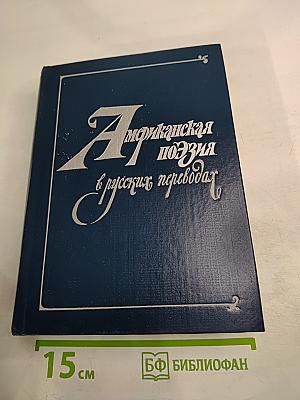 Американская
поэзия
в русских переводах
15 см
БФ БИБЛИОФАН